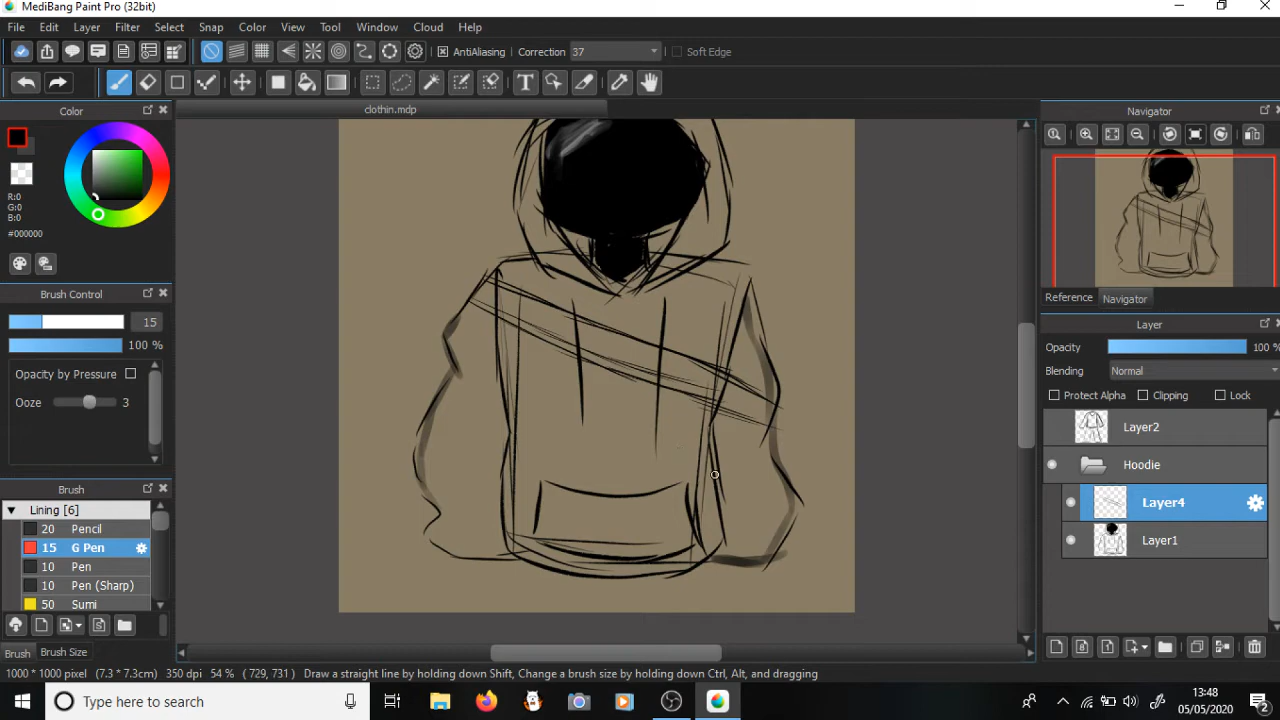 MediBang Paint Pro (32bit)
File Edit Layer Filter Select Snap Color View Tool Window Cloud Help
AntiAliasing Correction 37 Soft Edge
T
Color
clothin.mdp
Navigator
R:0
G:0
B:0
#000000
Brush Control
15
100 %
Opacity by Pressure
Ooze 3
Reference Navigator
Layer
Opacity 100 %
Blending Normal
Protect Alpha Clipping Lock
Layer2
Hoodie
Layer4
Layer1
Brush
Lining [6]
20 Pencil
15 G Pen
10 Pen
10 Pen (Sharp)
50 Sumi
Brush Brush Size
1000 * 1000 pixel (7.3 * 7.3cm) 350 dpi 54 % (729, 731) Draw a straight line by holding down Shift, Change a brush size by holding down Ctrl, Alt, and dragging
Type here to search
13:48
05/05/2020
2